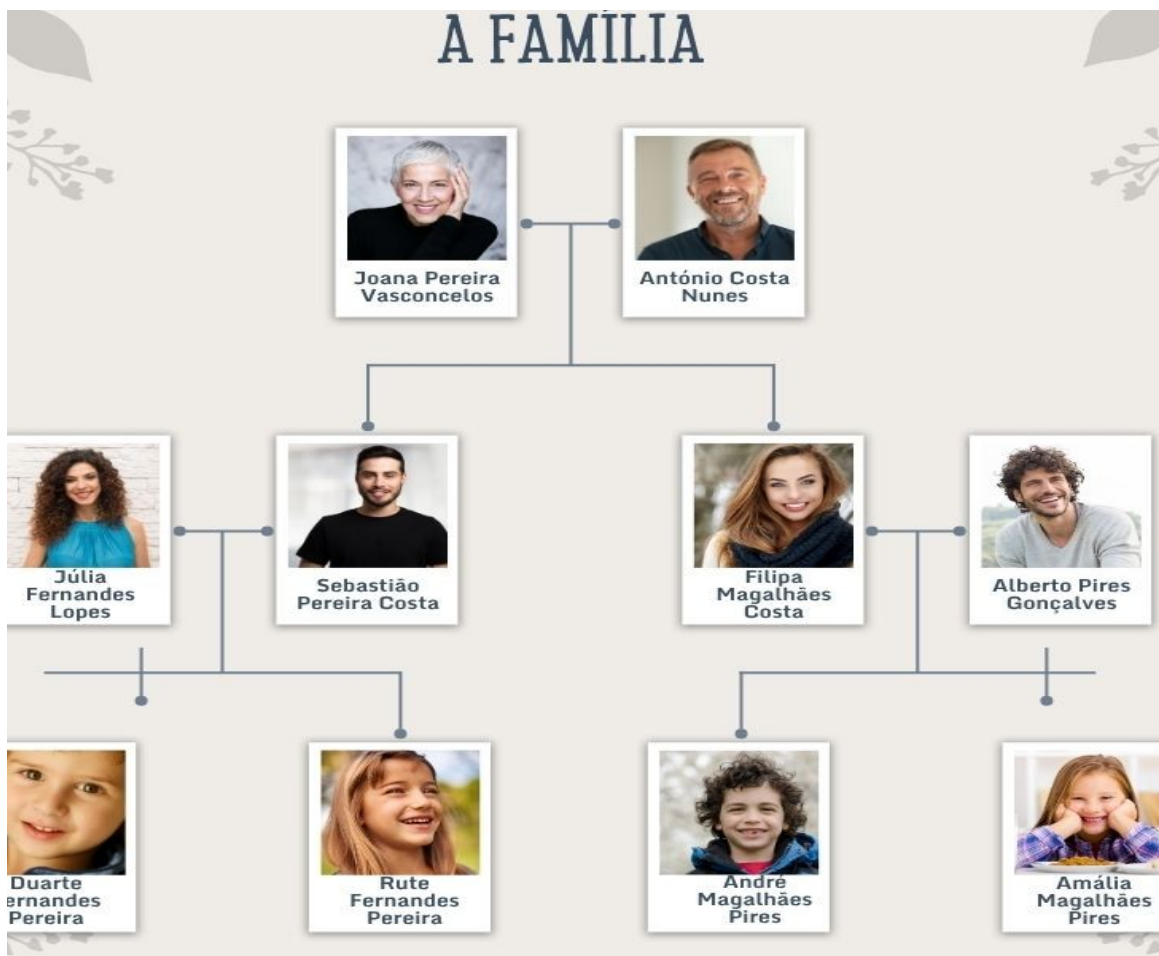 A FAMÍLIA
Joana Pereira
Vasconcelos
António Costa
Nunes
Júlia
Fernandes
Lopes
Sebastião
Pereira Costa
Filipa
Magalhães
Costa
Alberto Pires
Gonçalves
Duarte
ernandes
Pereira
Rute
Fernandes
Pereira
André
Magalhães
Pires
Amália
Magalhães
Pires